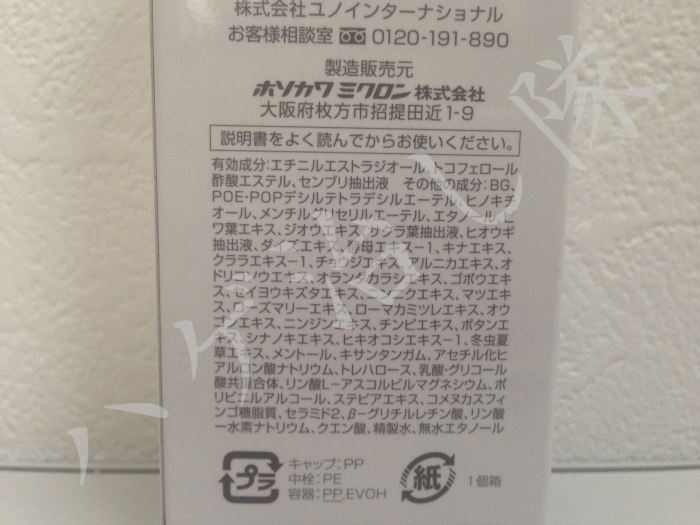 株式会社ユノインターナショナル
お客様相談室 0120-191-890
製造販売元
ホソカワミクロン株式会社
大阪府枚方市招提田近1-9
説明書をよく読んでからお使いください。
有効成分:エチニルエストラジオール、トコフェロール
酢酸エステル、センブリ抽出液 その他の成分:BG、
POE・POPデシルテトラデシルエーテル、ヒノキチ
オール、メンチルグリセリルエーテル、エタノール、ビ
ワ葉エキス、ジオウエキス、クララ葉抽出液、ヒオウギ
抽出液、ダイズエキス、酵母エキス-1、キナエキス、
クララエキス-1、チョウジエキス、アルニカエキス、オ
ドリコソウエキス、オランダカラシエキス、ゴボウエキ
ス、セイヨウキズタエキス、ニンニクエキス、マツエキ
ス、ローズマリーエキス、ローマカミツレエキス、オウ
ゴンエキス、ニンジンエキス、チンピエキス、ボタンエ
キス、シナノキエキス、ヒキオコシエキス-1、冬虫夏
草エキス、メントール、キサンタンガム、アセチル化ヒ
アルロン酸ナトリウム、トレハロース、乳酸・グリコール
酸共重合体、リン酸L-アスコルビルマグネシウム、ポ
リビニルアルコール、ステビアエキス、コメヌカスフィ
ンゴ糖脂質、セラミド2、β-グリチルレチン酸、リン酸
一水素ナトリウム、クエン酸、精製水、無水エタノール
プラ
キャップ:PP
中栓:PE
容器:PP,EVOH
紙
1個箱